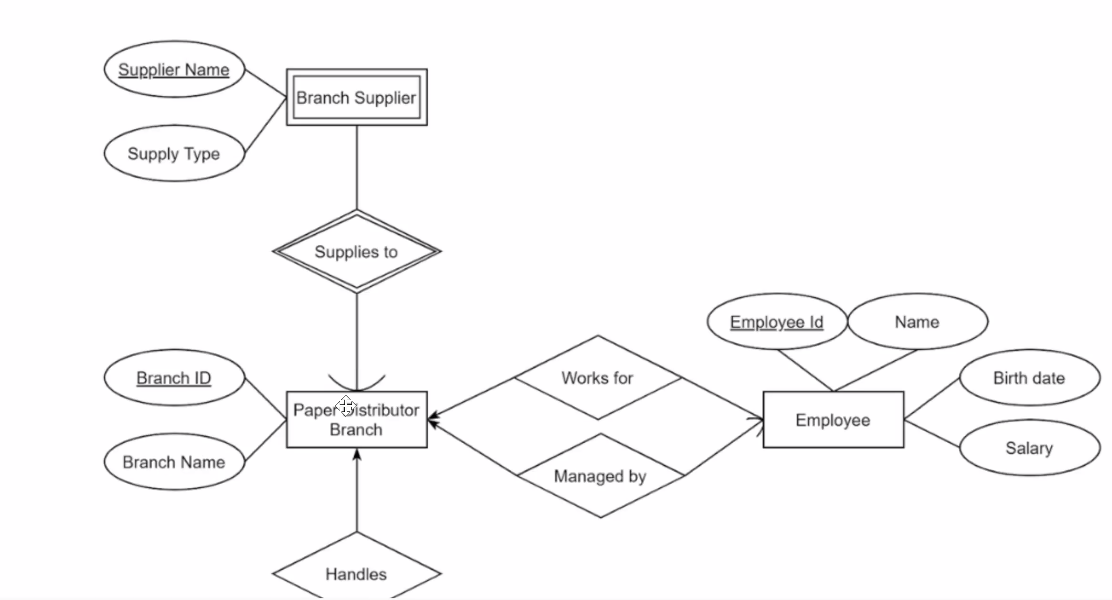 Supplier Name
Branch Supplier
Supply Type
Supplies to
Employee Id
Name
Branch ID
Works for
Birth date
Paper Distributor
Branch
Employee
Branch Name
Managed by
Salary
Handles